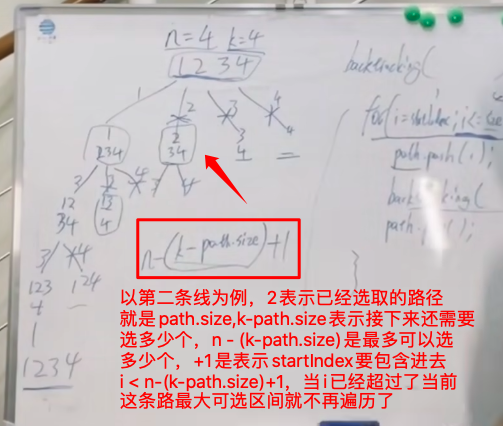 n=4 k=4
1 2 3 4
backtracking(
1
2
3
4
for(i=startIndex; i<=
path.push(i);
backtracking(
path.pop();
}
1
234
2
34
3
4
4
12
34
13
4
123
4
124
1
1234
n-(k-path.size)+1
以第二条线为例，2表示已经选取的路径
就是path.size,k-path.size表示接下来还需要
选多少个，n - (k-path.size)是最多可以选
多少个，+1是表示startIndex要包含进去
i < n-(k-path.size)+1，当i已经超过了当前
这条路最大可选区间就不再遍历了